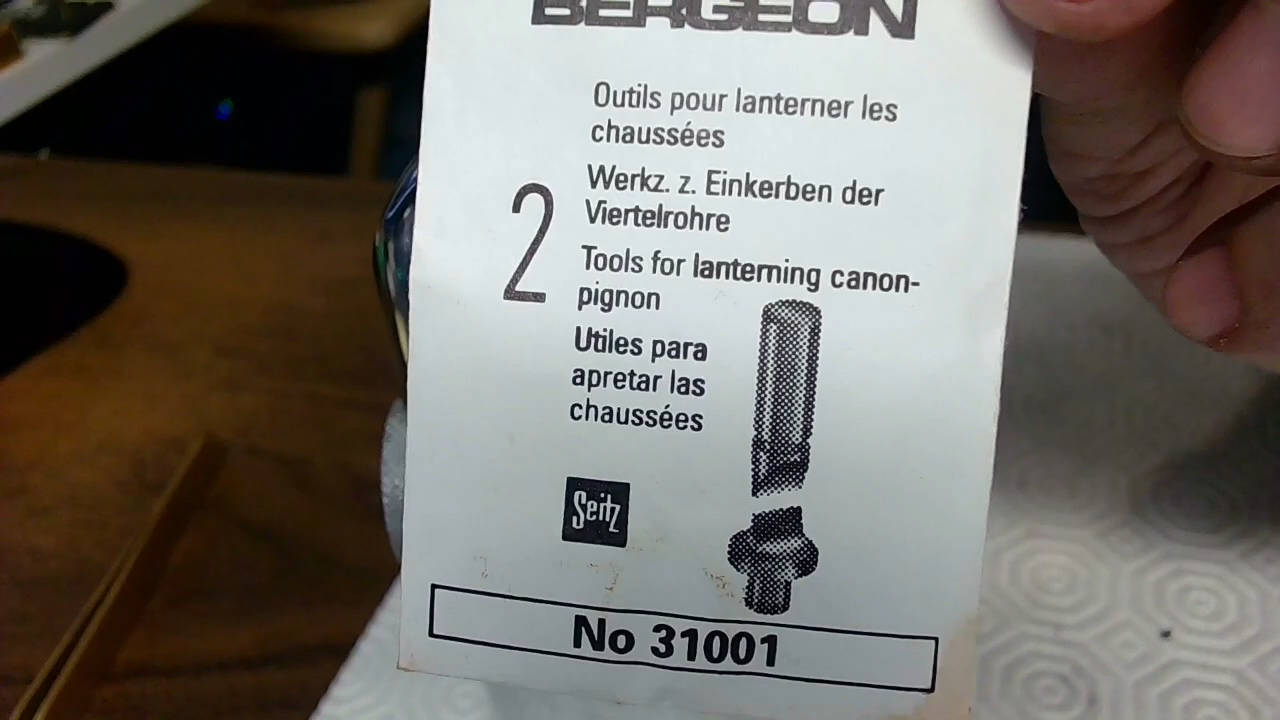 BERGEON
Outils pour lanterner les
chaussées
2
Werkz. z. Einkerben der
Viertelrohre
Tools for lanterning canon-
pignon
Utiles para
apretar las
chaussées
Seitz
No 31001